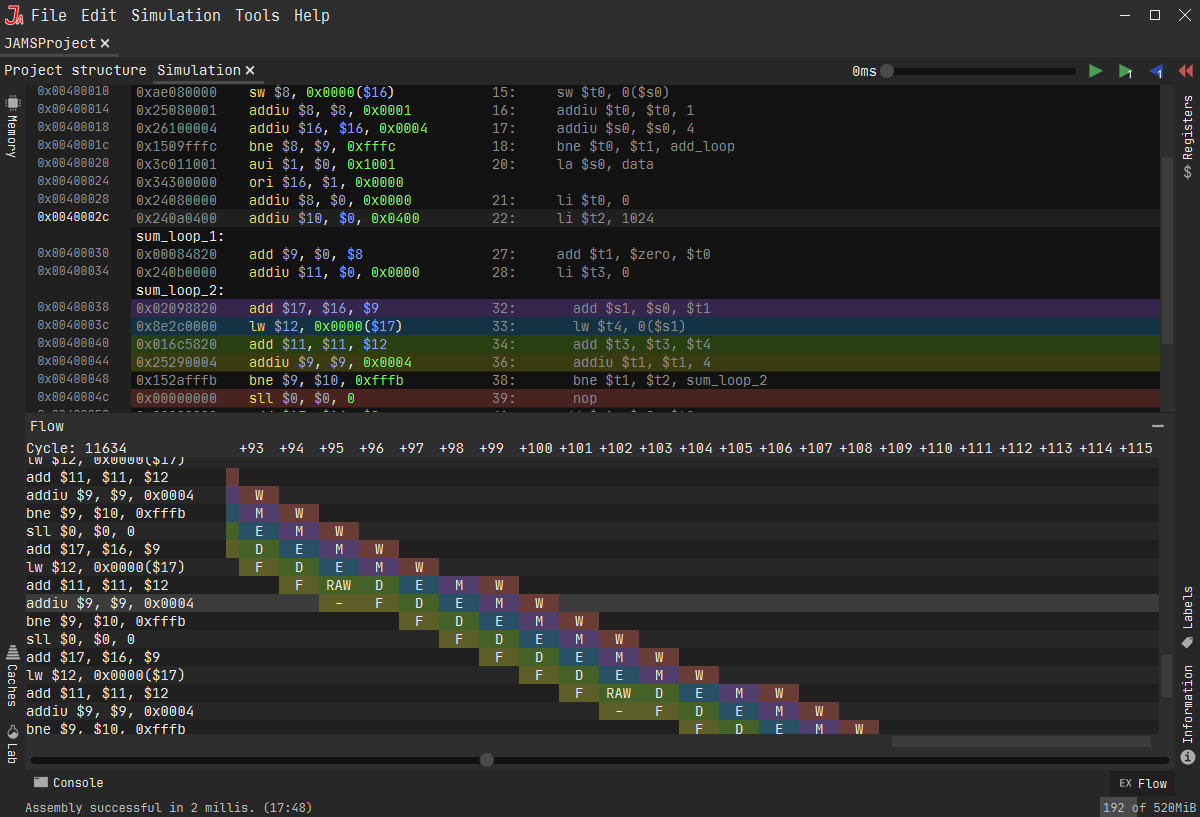 JA File Edit Simulation Tools Help
JAMSProject ×
Project structure Simulation × 0ms 1 1
Memory
Registers
$
0x00400010 0xae080000 sw $8, 0x0000($16) 15: sw $t0, 0($s0)
0x00400014 0x25080001 addiu $8, $8, 0x0001 16: addiu $t0, $t0, 1
0x00400018 0x26100004 addiu $16, $16, 0x0004 17: addiu $s0, $s0, 4
0x0040001c 0x1509fffc bne $8, $9, 0xfffc 18: bne $t0, $t1, add_loop
0x00400020 0x3c011001 aui $1, $0, 0x1001 20: la $s0, data
0x00400024 0x34300000 ori $16, $1, 0x0000
0x00400028 0x24080000 addiu $8, $0, 0x0000 21: li $t0, 0
0x0040002c 0x240a0400 addiu $10, $0, 0x0400 22: li $t2, 1024
sum_loop_1:
0x00400030 0x00084820 add $9, $0, $8 27: add $t1, $zero, $t0
0x00400034 0x240b0000 addiu $11, $0, 0x0000 28: li $t3, 0
sum_loop_2:
0x00400038 0x02098820 add $17, $16, $9 32: add $s1, $s0, $t1
0x0040003c 0x8e2c0000 lw $12, 0x0000($17) 33: lw $t4, 0($s1)
0x00400040 0x016c5820 add $11, $11, $12 34: add $t3, $t3, $t4
0x00400044 0x25290004 addiu $9, $9, 0x0004 36: addiu $t1, $t1, 4
0x00400048 0x152afffb bne $9, $10, 0xfffb 38: bne $t1, $t2, sum_loop_2
0x0040004c 0x00000000 sll $0, $0, 0 39: nop
Flow
Cycle: 11634 +93 +94 +95 +96 +97 +98 +99 +100 +101 +102 +103 +104 +105 +106 +107 +108 +109 +110 +111 +112 +113 +114 +115
lw $12, 0x0000($17)
add $11, $11, $12
addiu $9, $9, 0x0004 W
bne $9, $10, 0xfffb M W
sll $0, $0, 0 E M W
add $17, $16, $9 D E M W
lw $12, 0x0000($17) F D E M W
add $11, $11, $12 F RAW D E M W
addiu $9, $9, 0x0004 - F D E M W
bne $9, $10, 0xfffb F D E M W
sll $0, $0, 0 F D E M W
add $17, $16, $9 F D E M W
lw $12, 0x0000($17) F D E M W
add $11, $11, $12 F RAW D E M W
addiu $9, $9, 0x0004 - F D E M W
bne $9, $10, 0xfffb F D E M W
Caches
Lab
Labels
Information
Console EX Flow
Assembly successful in 2 millis. (17:48) 192 of 520MiB